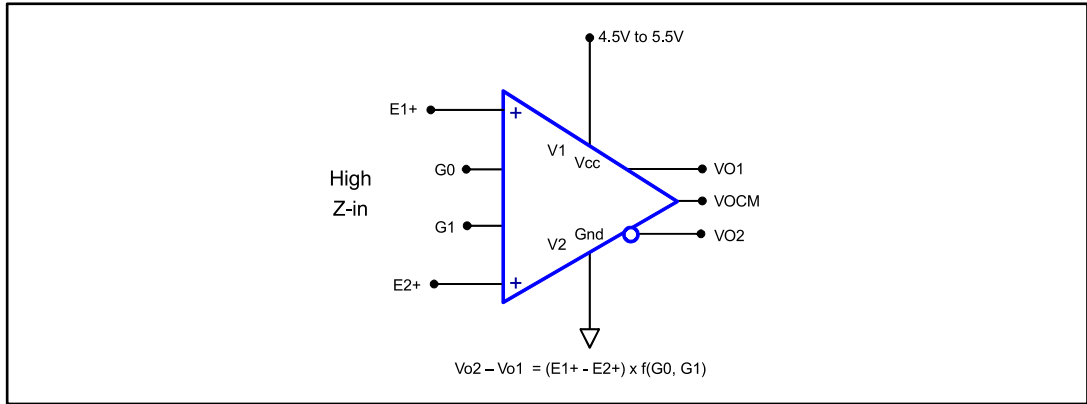 4.5V to 5.5V
E1+
+
V1
Vcc
G0
VO1
High
Z-in
VOCM
G1
Gnd
VO2
V2
E2+
+
Vo2 – Vo1 = (E1+ - E2+) x f(G0, G1)